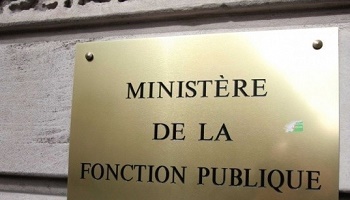 MINISTÈRE
DE LA
FONCTION PUBLIQUE